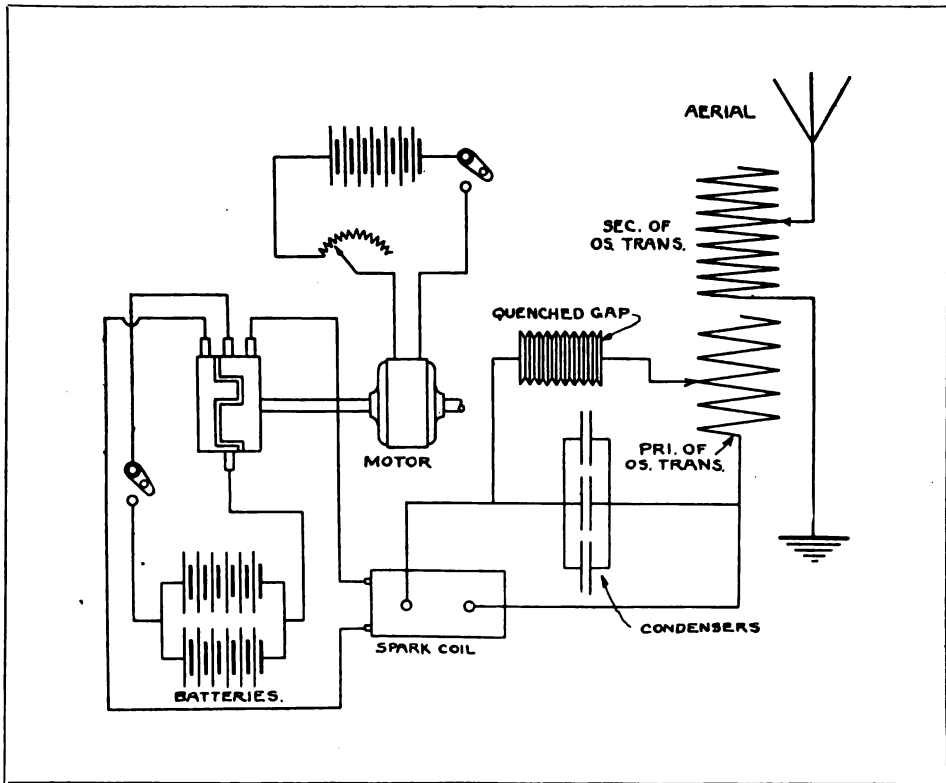 AERIAL
SEC. OF
OS. TRANS.
QUENCHED GAP
MOTOR
PRI. OF
OS. TRANS.
CONDENSERS
SPARK COIL
BATTERIES.